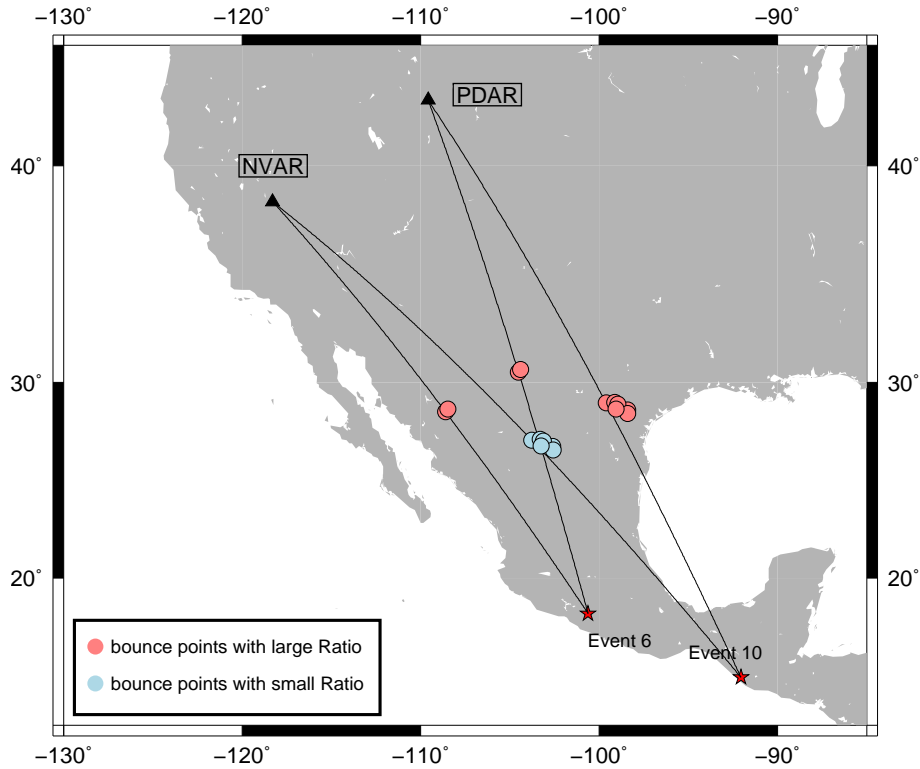 −130˚ −120˚ −110˚ −100˚ −90˚
PDAR
NVAR
40˚ 40˚
30˚ 30˚
20˚ 20˚
Event 6
Event 10
bounce points with large Ratio
bounce points with small Ratio
−130˚ −120˚ −110˚ −100˚ −90˚